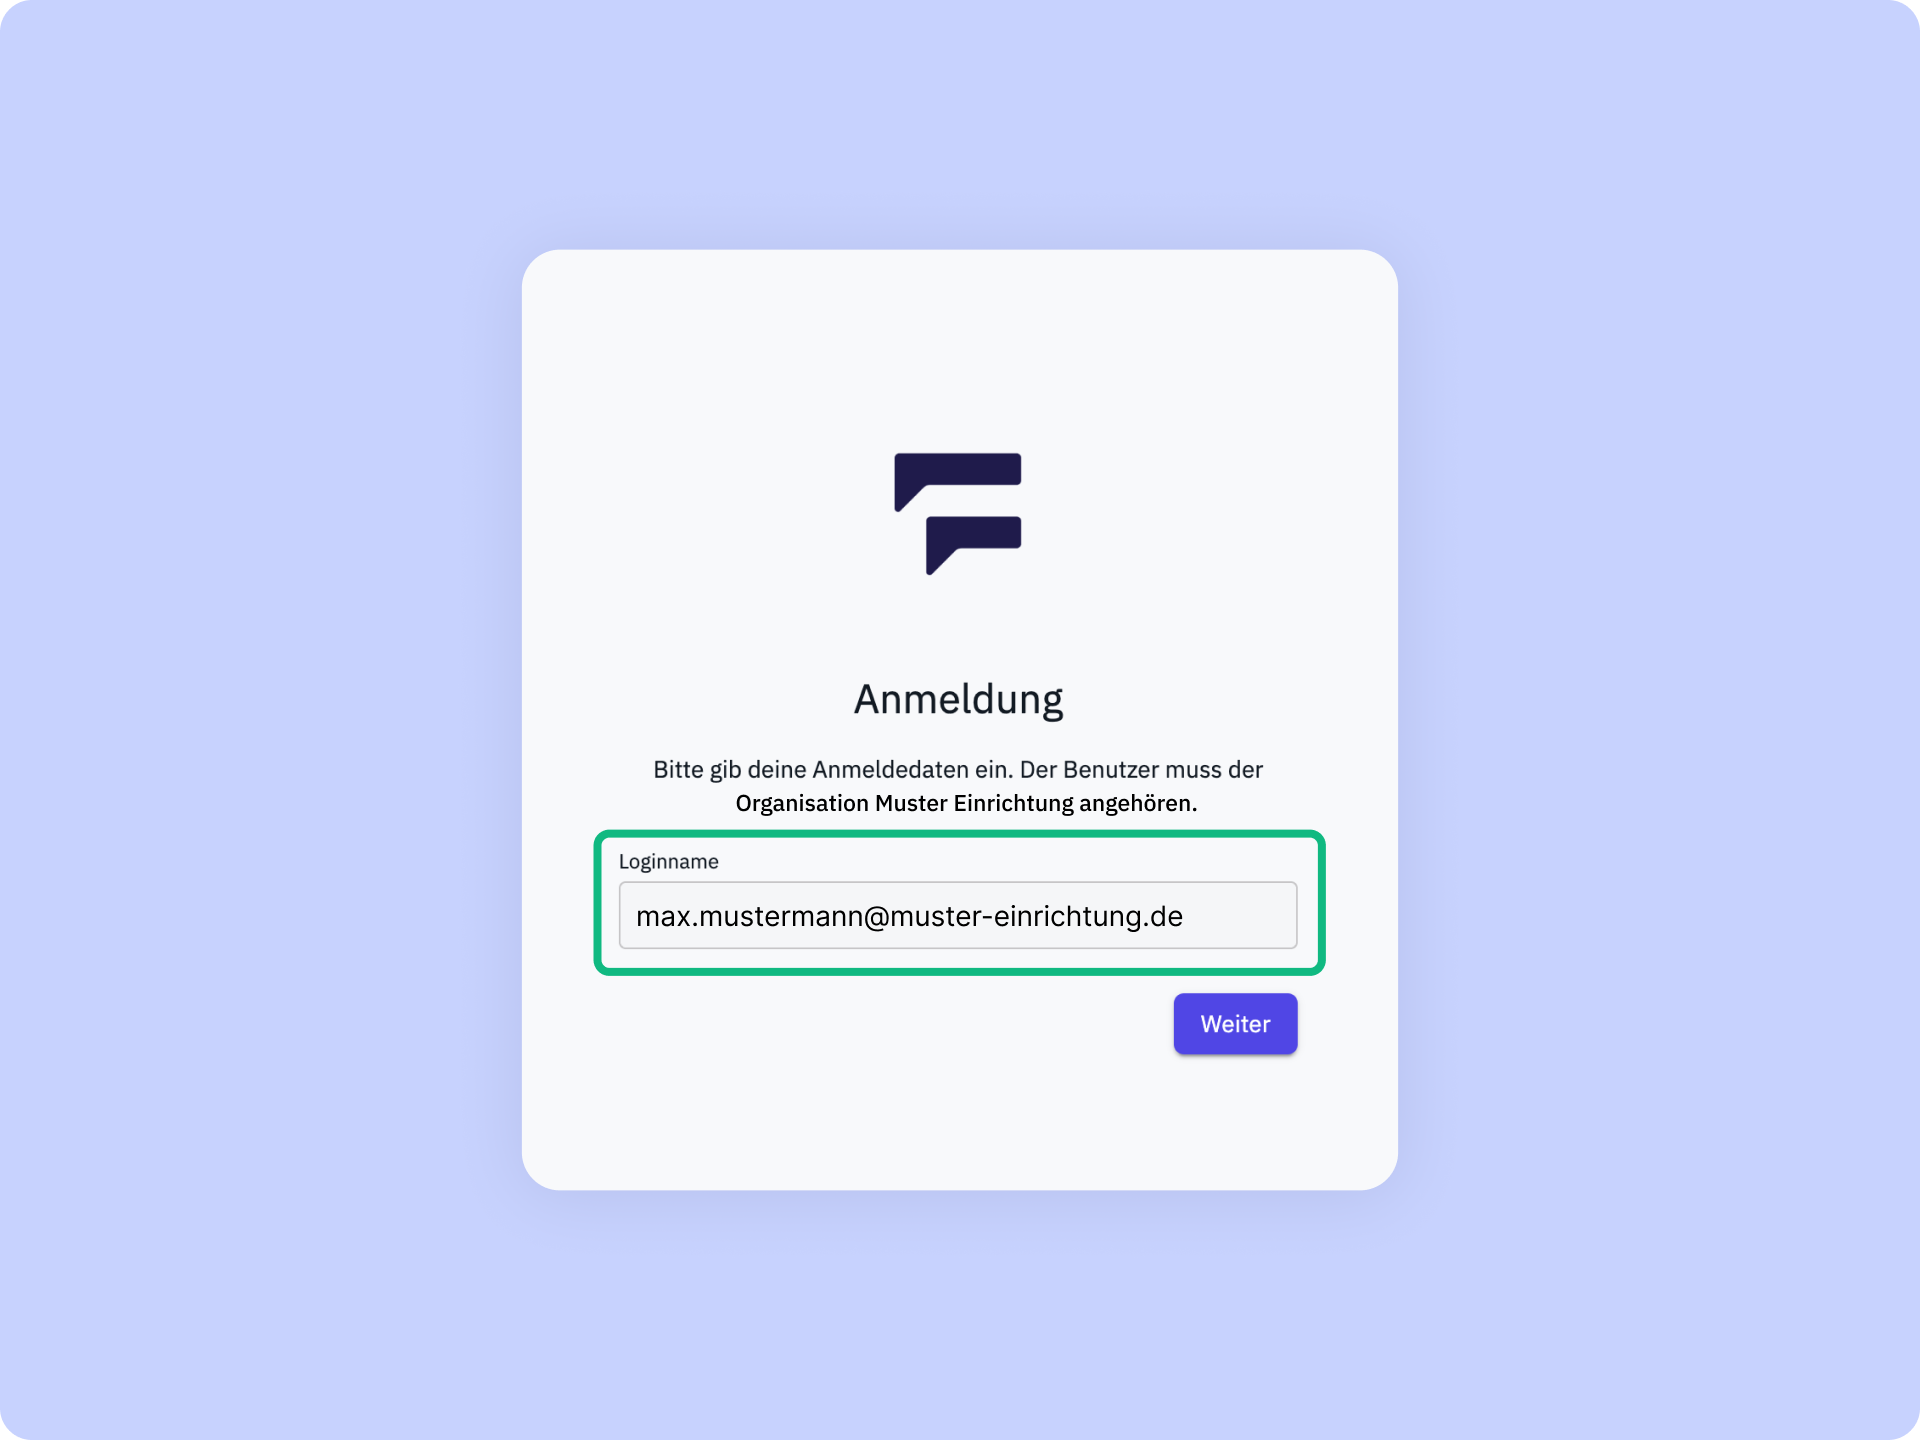 Anmeldung
Bitte gib deine Anmeldedaten ein. Der Benutzer muss der
Organisation Muster Einrichtung angehören.
Loginname
max.mustermann@muster-einrichtung.de
Weiter